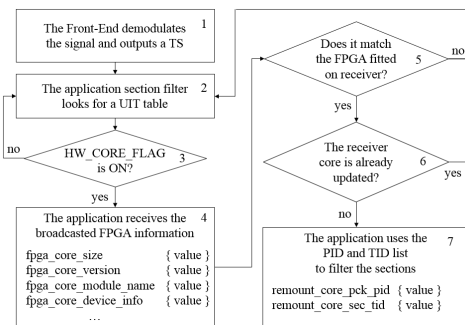 The Front-End demodulates 1
the signal and outputs a TS
The application section filter 2
looks for a UIT table
no
HW_CORE_FLAG 3
is ON?
yes
The application receives the 4
broadcasted FPGA information
fpga_core_size { value }
fpga_core_version { value }
fpga_core_module_name { value }
fpga_core_device_info { value }
...
Does it match
the FPGA fitted 5
on receiver?
no
yes
The receiver
core is already 6
updated?
yes
no
The application uses the 7
PID and TID list
to filter the sections
remount_core_pck_pid { value }
remount_core_sec_tid { value }